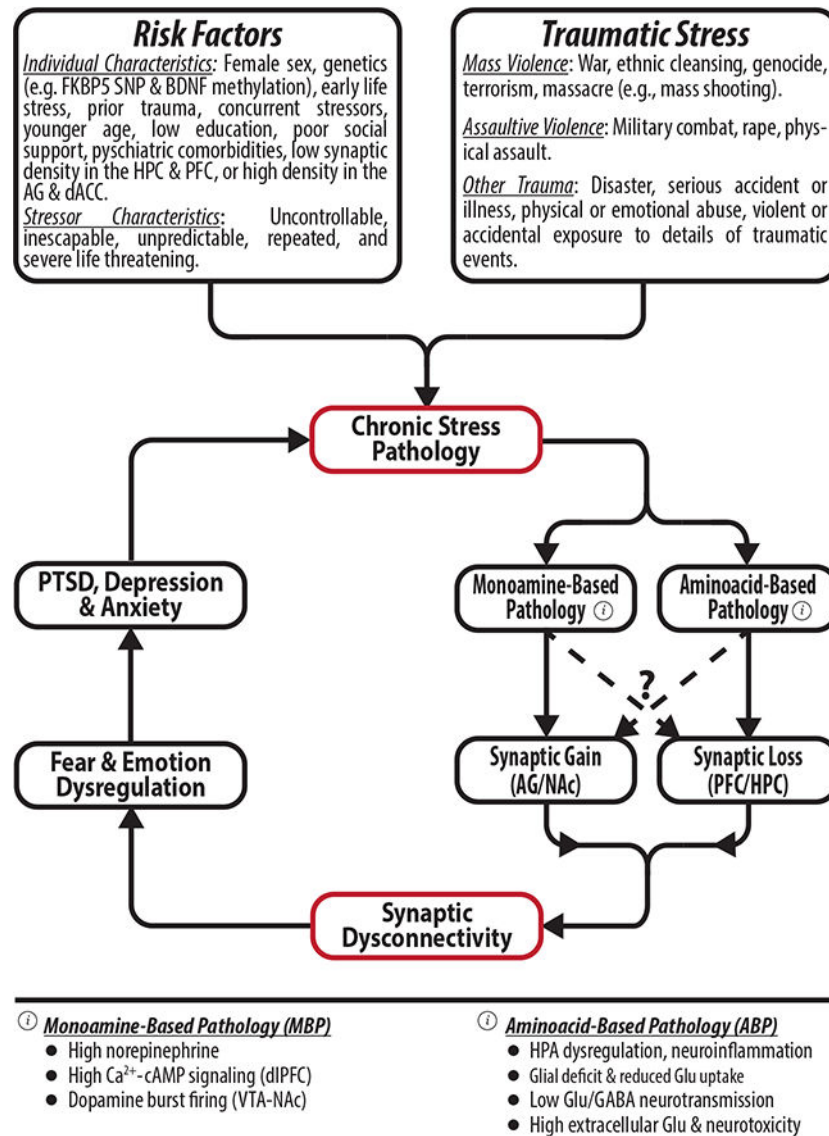 Risk Factors
Individual Characteristics: Female sex, genetics
(e.g. FKBP5 SNP & BDNF methylation), early life
stress, prior trauma, concurrent stressors,
younger age, low education, poor social
support, pyschiatric comorbidities, low synaptic
density in the HPC & PFC, or high density in the
AG & dACC.
Stressor Characteristics: Uncontrollable,
inescapable, unpredictable, repeated, and
severe life threatening.
Traumatic Stress
Mass Violence: War, ethnic cleansing, genocide,
terrorism, massacre (e.g., mass shooting).
Assaultive Violence: Military combat, rape, phys-
ical assault.
Other Trauma: Disaster, serious accident or
illness, physical or emotional abuse, violent or
accidental exposure to details of traumatic
events.
Chronic Stress
Pathology
PTSD, Depression
& Anxiety
Monoamine-Based
Pathology ⓘ
Aminoacid-Based
Pathology ⓘ
?
Fear & Emotion
Dysregulation
Synaptic Gain
(AG/NAc)
Synaptic Loss
(PFC/HPC)
Synaptic
Dysconnectivity
ⓘ Monoamine-Based Pathology (MBP)
● High norepinephrine
● High Ca²⁺-cAMP signaling (dlPFC)
● Dopamine burst firing (VTA-NAc)
ⓘ Aminoacid-Based Pathology (ABP)
● HPA dysregulation, neuroinflammation
● Glial deficit & reduced Glu uptake
● Low Glu/GABA neurotransmission
● High extracellular Glu & neurotoxicity